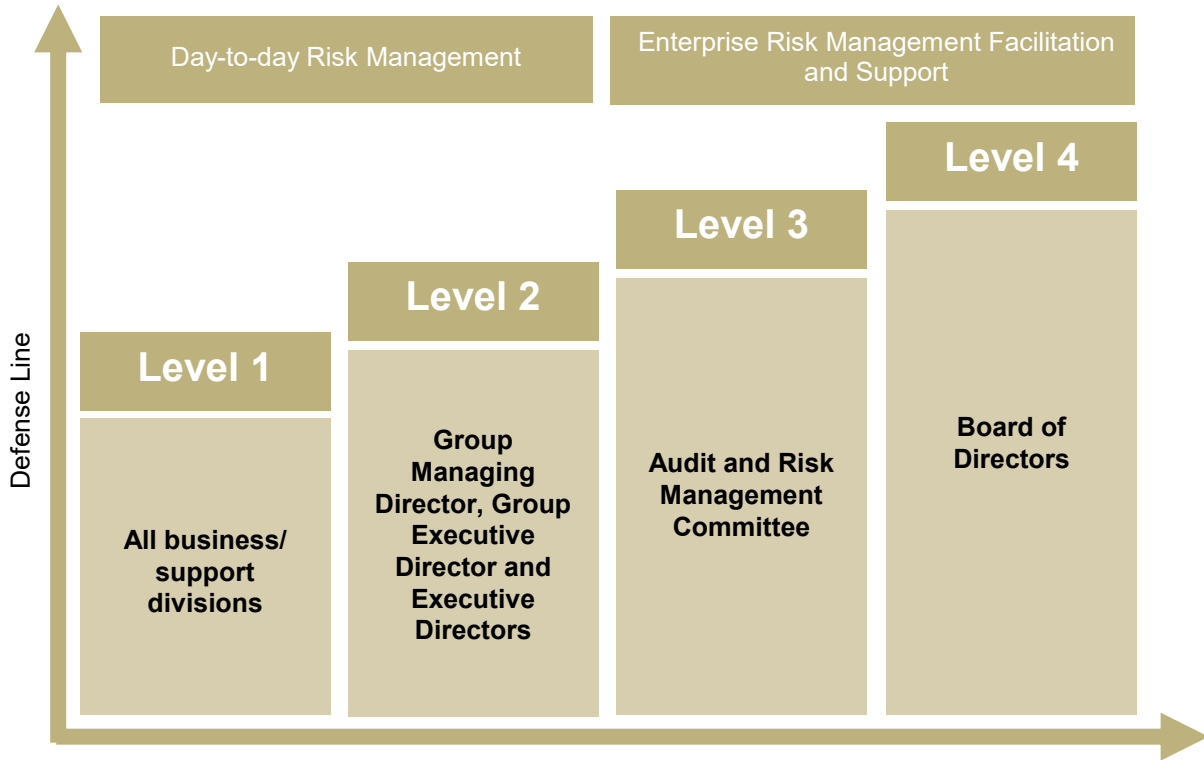 Day-to-day Risk Management
Enterprise Risk Management Facilitation
and Support
Defense Line
Level 1
All business/
support
divisions
Level 2
Group
Managing
Director, Group
Executive
Director and
Executive
Directors
Level 3
Audit and Risk
Management
Committee
Level 4
Board of
Directors